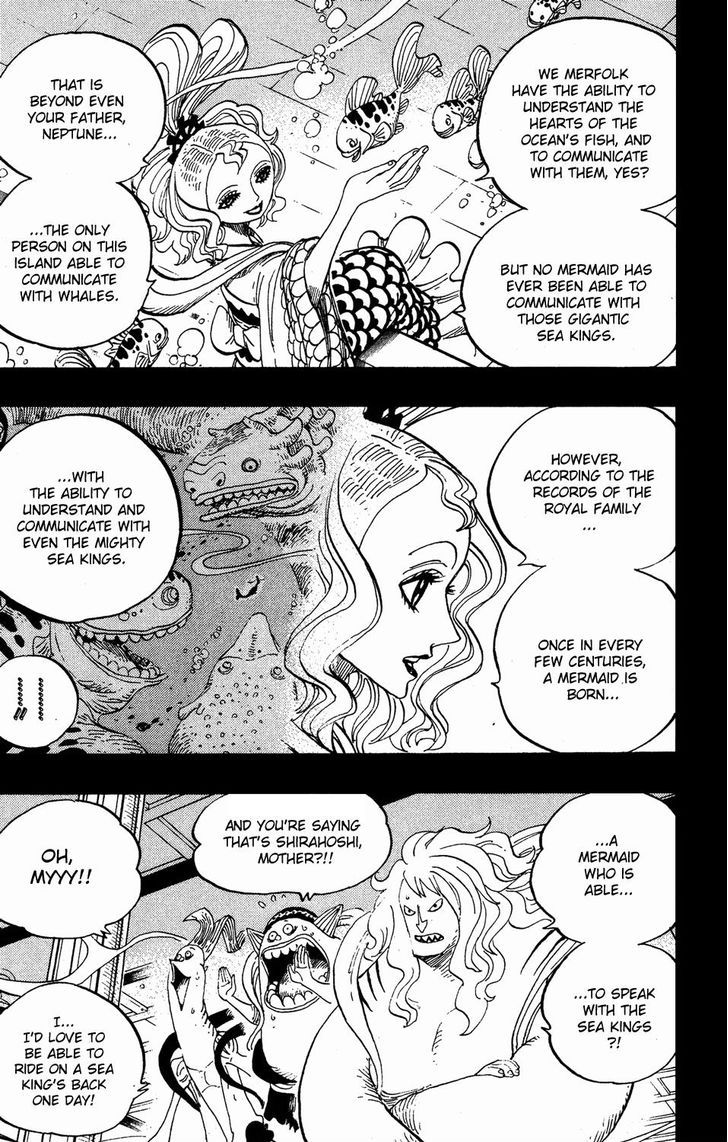 WE MERFOLK
HAVE THE ABILITY TO
UNDERSTAND THE
HEARTS OF THE
OCEAN'S FISH, AND
TO COMMUNICATE
WITH THEM, YES?
BUT NO MERMAID HAS
EVER BEEN ABLE TO
COMMUNICATE WITH
THOSE GIGANTIC
SEA KINGS.
THAT IS
BEYOND EVEN
YOUR FATHER,
NEPTUNE...
...THE ONLY
PERSON ON THIS
ISLAND ABLE TO
COMMUNICATE
WITH WHALES.
HOWEVER,
ACCORDING TO THE
RECORDS OF THE
ROYAL FAMILY
...
ONCE IN EVERY
FEW CENTURIES,
A MERMAID IS
BORN...
...WITH
THE ABILITY TO
UNDERSTAND AND
COMMUNICATE WITH
EVEN THE MIGHTY
SEA KINGS.
!!
...A
MERMAID
WHO IS
ABLE...
...TO SPEAK
WITH THE
SEA KINGS
?!
AND YOU'RE SAYING
THAT'S SHIRAHOSHI,
MOTHER?!!
OH,
MYYY!!
I...
I'D LOVE TO
BE ABLE TO
RIDE ON A SEA
KING'S BACK
ONE DAY!